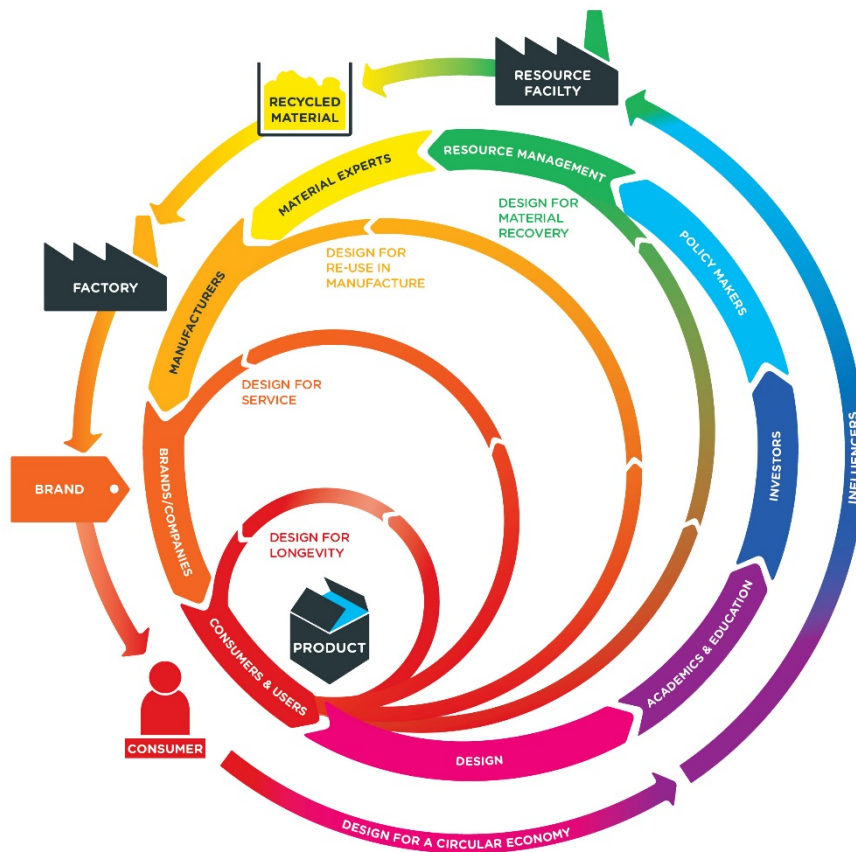 RESOURCE
FACILTY
RECYCLED
MATERIAL
MATERIAL EXPERTS
RESOURCE MANAGEMENT
DESIGN FOR
MATERIAL
RECOVERY
POLICY MAKERS
DESIGN FOR
RE-USE IN
MANUFACTURE
FACTORY
MANUFACTURERS
DESIGN FOR
SERVICE
INVESTORS
INFLUENCERS
BRAND
BRANDS/COMPANIES
DESIGN FOR
LONGEVITY
PRODUCT
CONSUMERS & USERS
ACADEMICS & EDUCATION
CONSUMER
DESIGN
DESIGN FOR A CIRCULAR ECONOMY